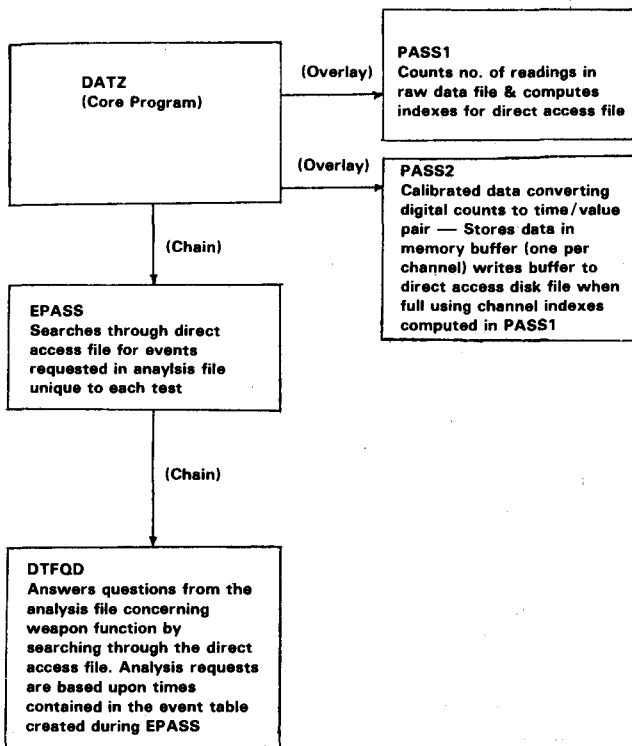 DATZ
(Core Program)
(Overlay)
PASS1
Counts no. of readings in
raw data file & computes
indexes for direct access file
(Overlay)
PASS2
Calibrated data converting
digital counts to time/value
pair — Stores data in
memory buffer (one per
channel) writes buffer to
direct access disk file when
full using channel indexes
computed in PASS1
(Chain)
EPASS
Searches through direct
access file for events
requested in anaylsis file
unique to each test
(Chain)
DTFQD
Answers questions from the
analysis file concerning
weapon function by
searching through the direct
access file. Analysis requests
are based upon times
contained in the event table
created during EPASS